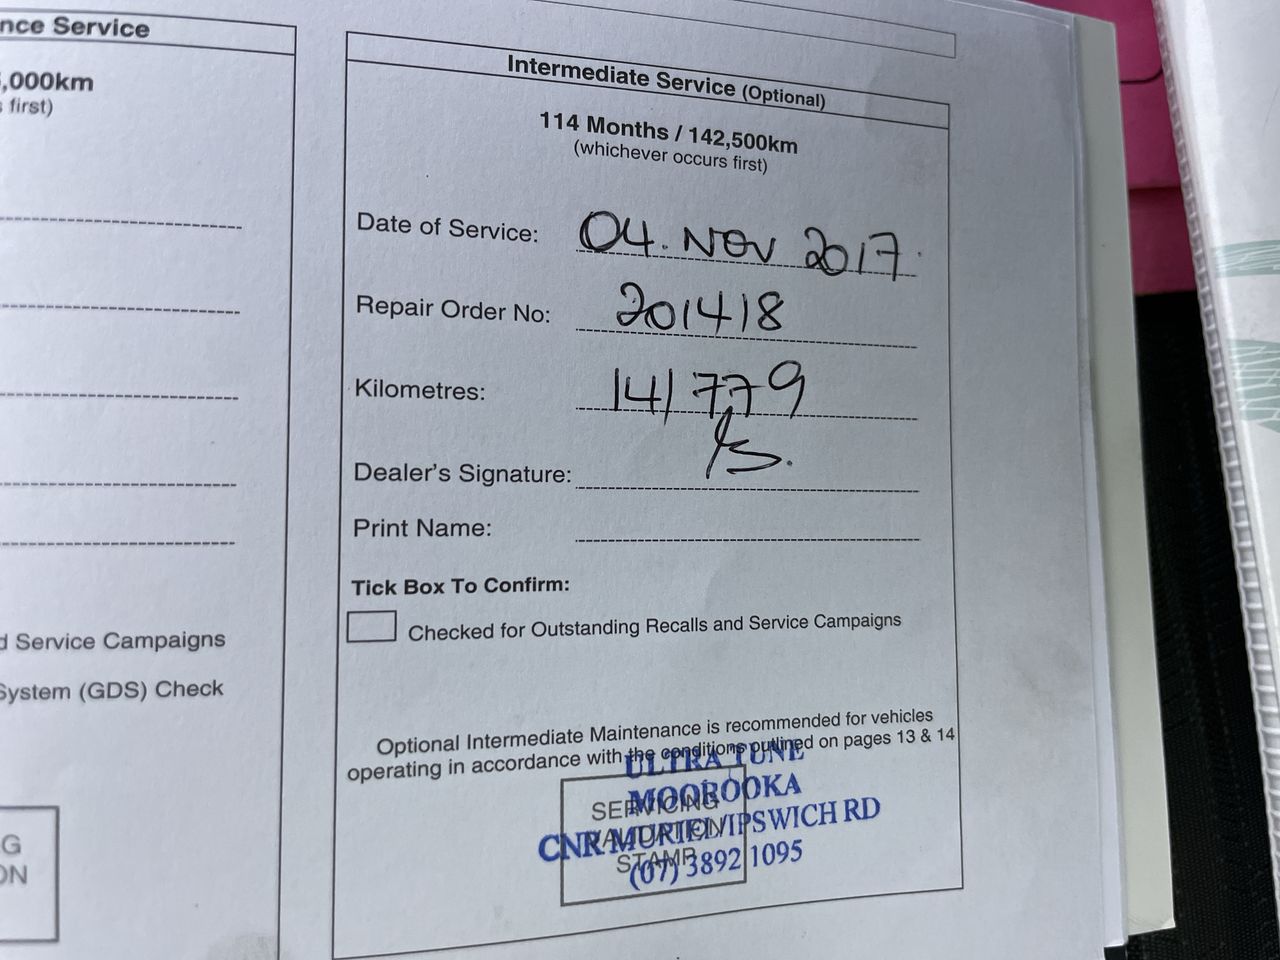 nce Service
,000km
first)
d Service Campaigns
System (GDS) Check
G
ON
Intermediate Service (Optional)
114 Months / 142,500km
(whichever occurs first)
Date of Service: 04. NOV 2017.
Repair Order No: 201418
Kilometres: 141779
Dealer's Signature:
Print Name:
Tick Box To Confirm:
Checked for Outstanding Recalls and Service Campaigns
Optional Intermediate Maintenance is recommended for vehicles
operating in accordance with the conditions outlined on pages 13 & 14
SERVICING
VALIDATION
STAMP
ULTRA TUNE
MOOROOKA
CNR MURIEL/IPSWICH RD
(07) 3892 1095